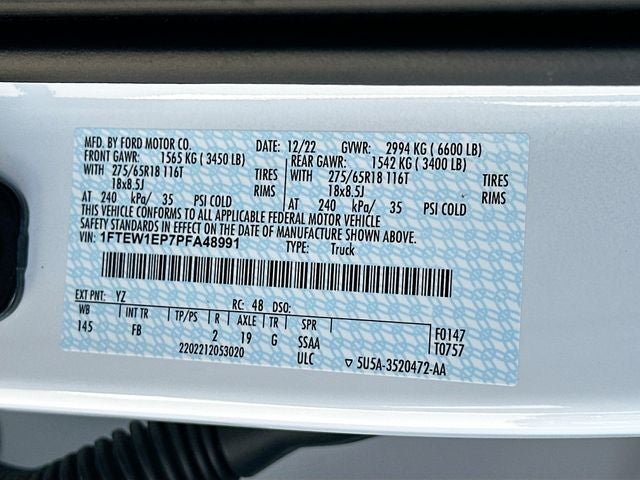 MFD. BY FORD MOTOR CO. DATE: 12/22 GVWR: 2994 KG ( 6600 LB)
FRONT GAWR: 1565 KG ( 3450 LB) REAR GAWR: 1542 KG ( 3400 LB)
WITH 275/65R18 116T TIRES WITH 275/65R18 116T TIRES
18x8.5J RIMS 18x8.5J RIMS
AT 240 kPa/ 35 PSI COLD AT 240 kPa/ 35 PSI COLD
THIS VEHICLE CONFORMS TO ALL APPLICABLE FEDERAL MOTOR VEHICLE
SAFETY STANDARDS IN EFFECT ON THE DATE OF MANUFACTURE SHOWN ABOVE.
VIN: 1FTEW1EP7PFA48991 TYPE: Truck
EXT PNT: YZ RC: 48 DSO:
WB INT TR TP/PS R AXLE TR SPR F0147
145 FB 2 19 G SSAA T0757
2202212053020 ULC ▽ 5U5A-3520472-AA